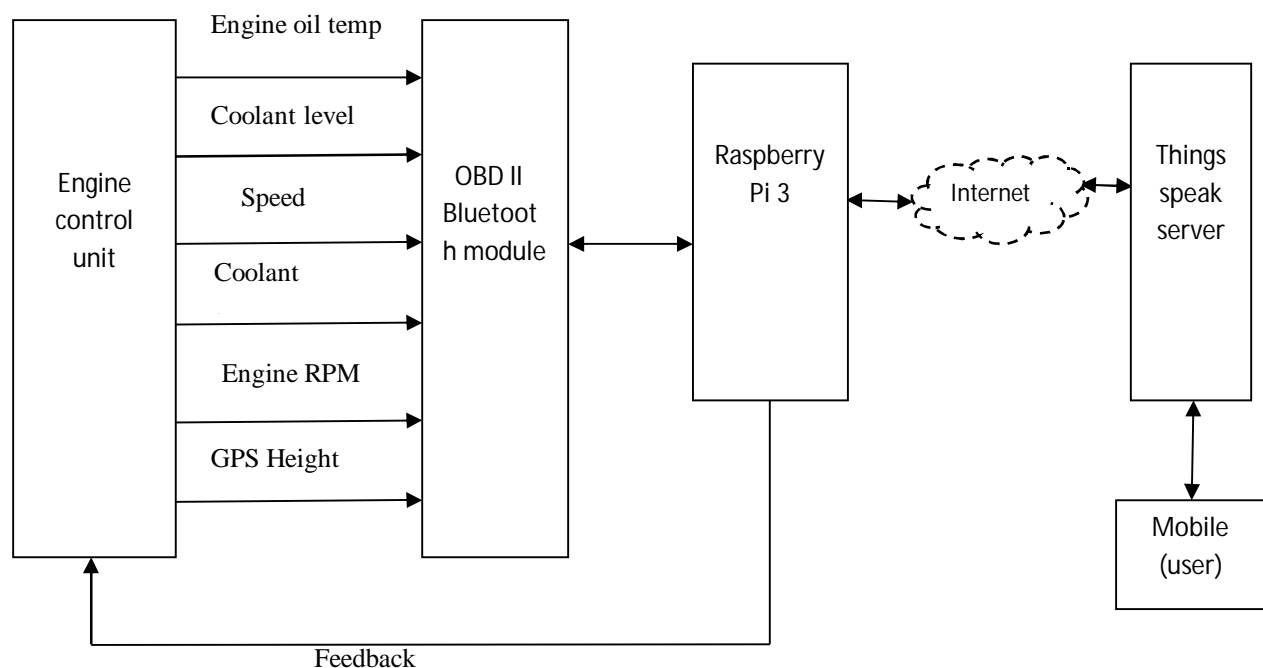 Engine oil temp
Coolant level
Speed
Coolant
Engine RPM
GPS Height
Engine
control
unit
OBD II
Bluetoot
h module
Raspberry
Pi 3
Internet
Things
speak
server
Mobile
(user)
Feedback